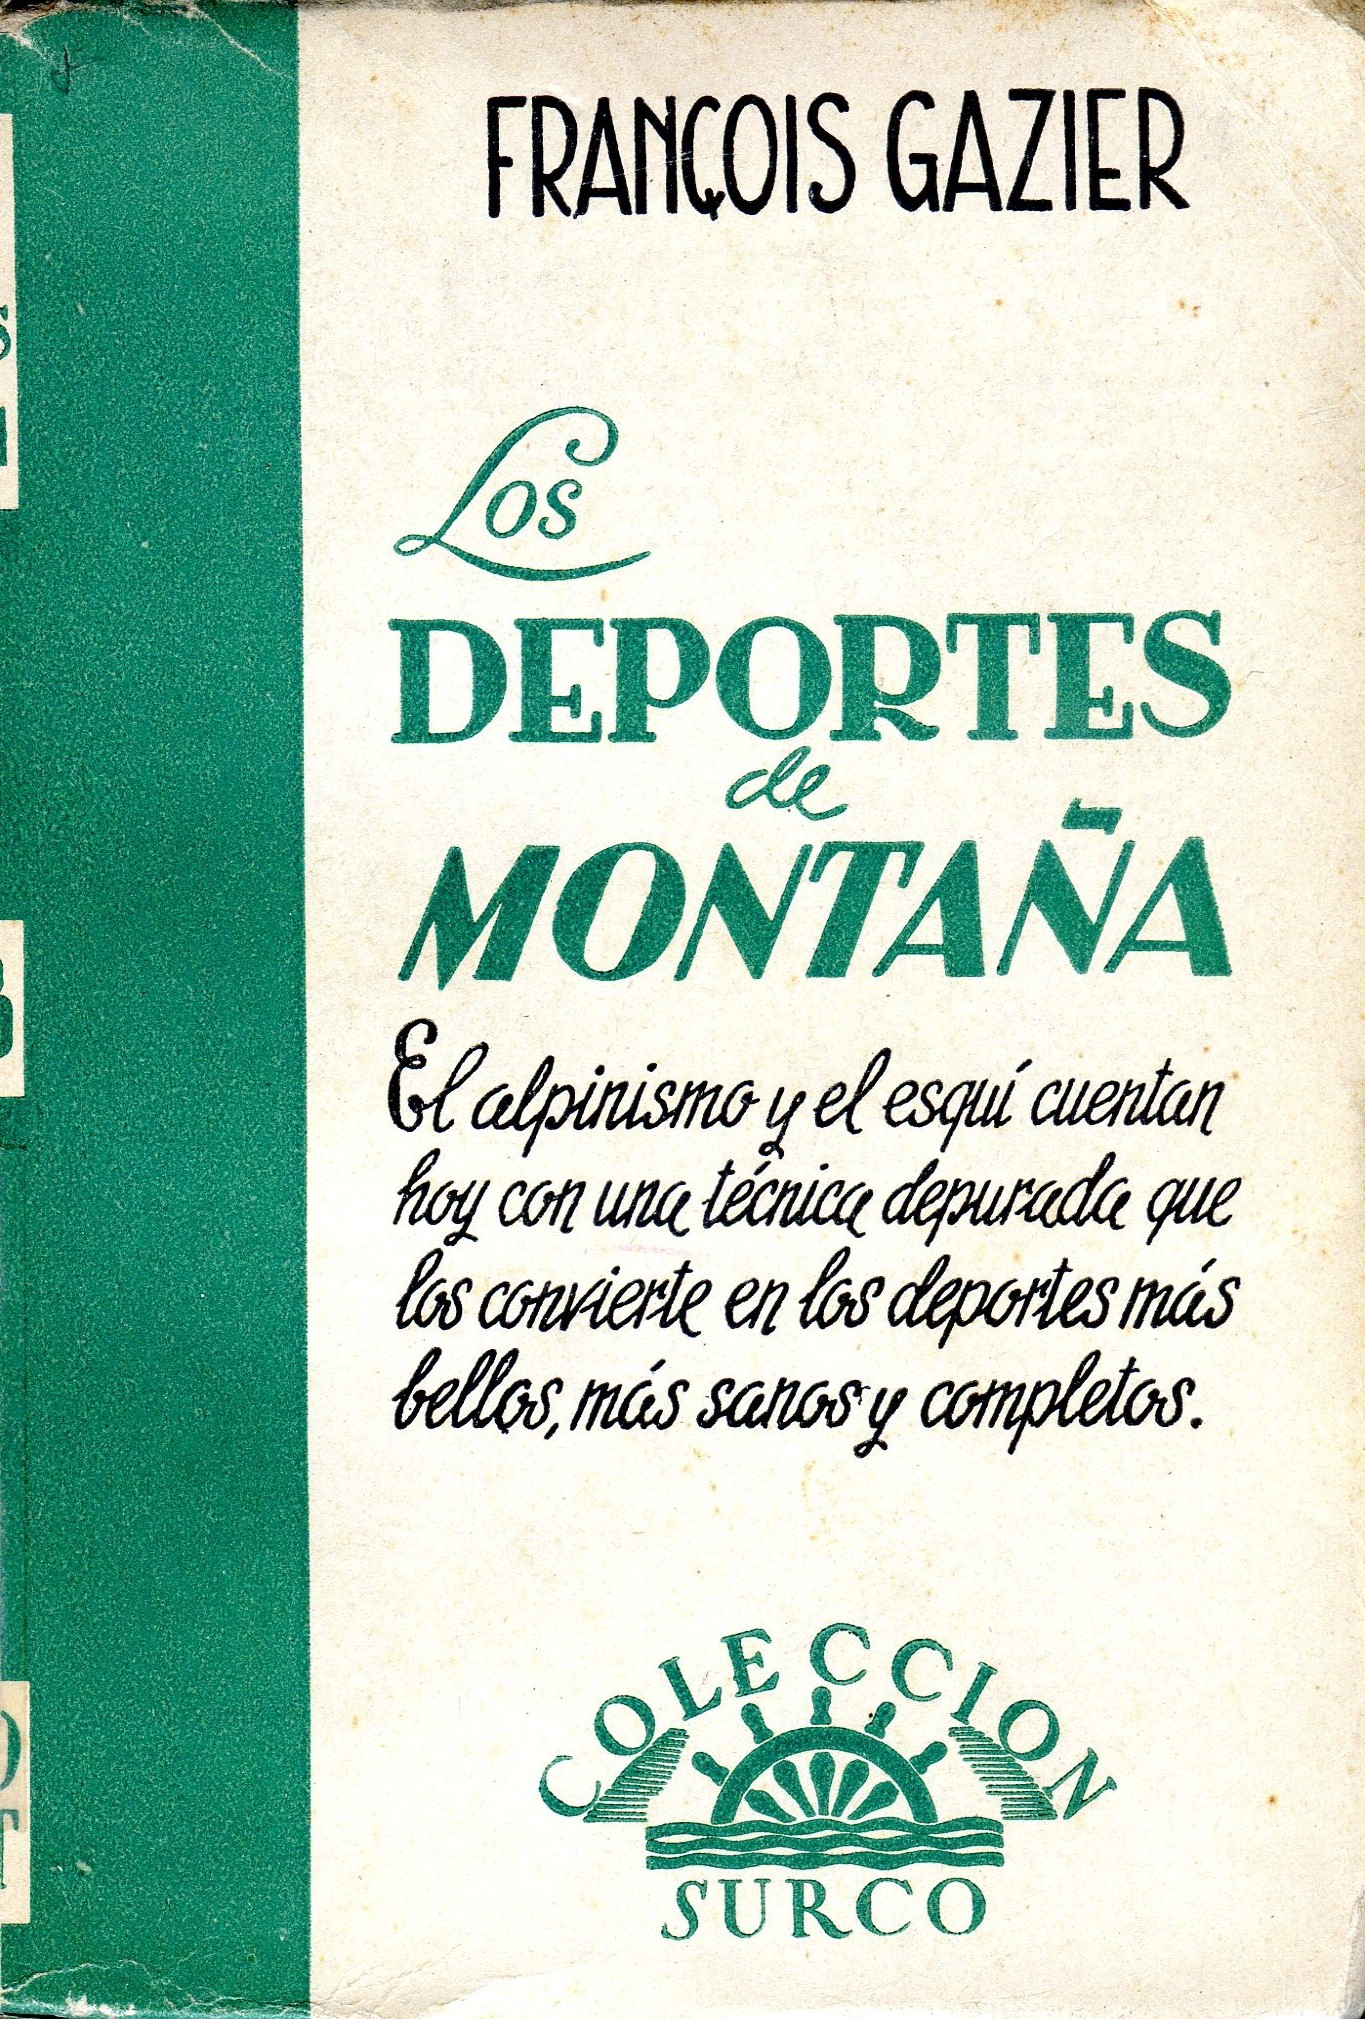 FRANÇOIS GAZIER
Los
DEPORTES
de
MONTAÑA
El alpinismo y el esquí cuentan
hoy con una técnica depurada que
los convierte en los deportes más
bellos, más sanos y completos.
COLECCION
SURCO